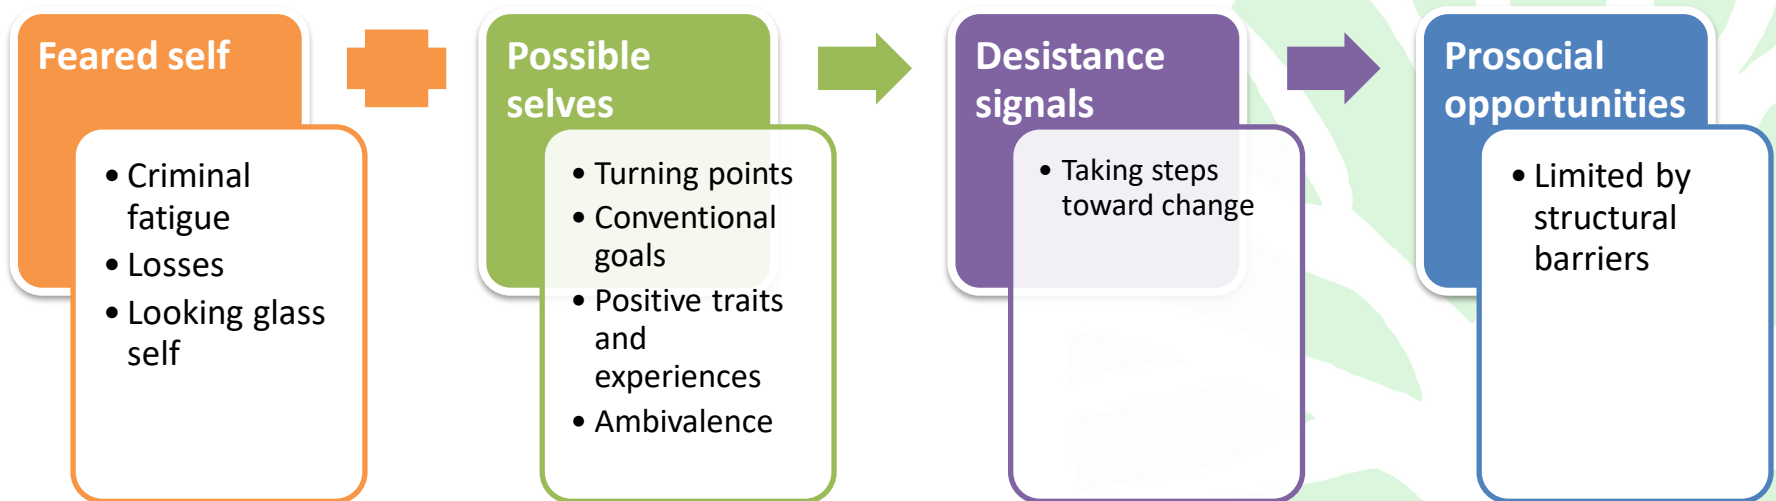 Feared self
• Criminal
fatigue
• Losses
• Looking glass
self
Possible
selves
• Turning points
• Conventional
goals
• Positive traits
and
experiences
• Ambivalence
Desistance
signals
• Taking steps
toward change
Prosocial
opportunities
• Limited by
structural
barriers